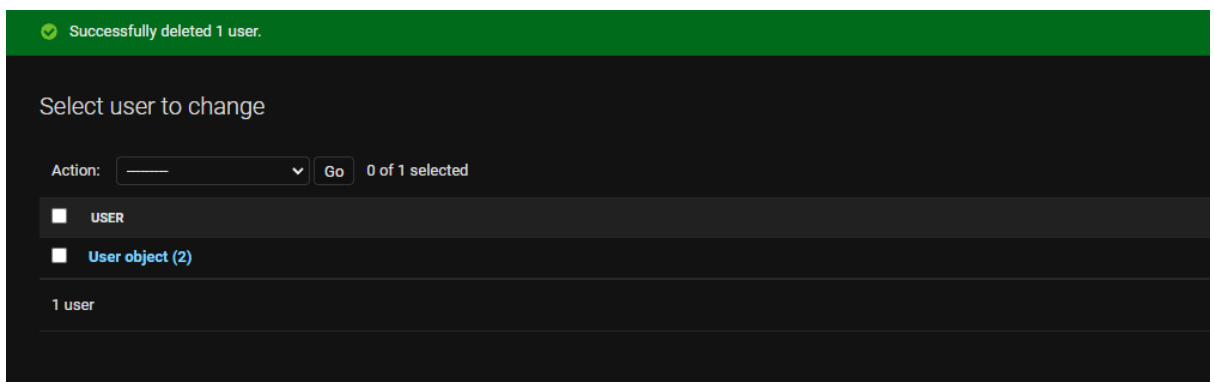 Successfully deleted 1 user.
Select user to change
Action: --------- Go 0 of 1 selected
USER
User object (2)
1 user